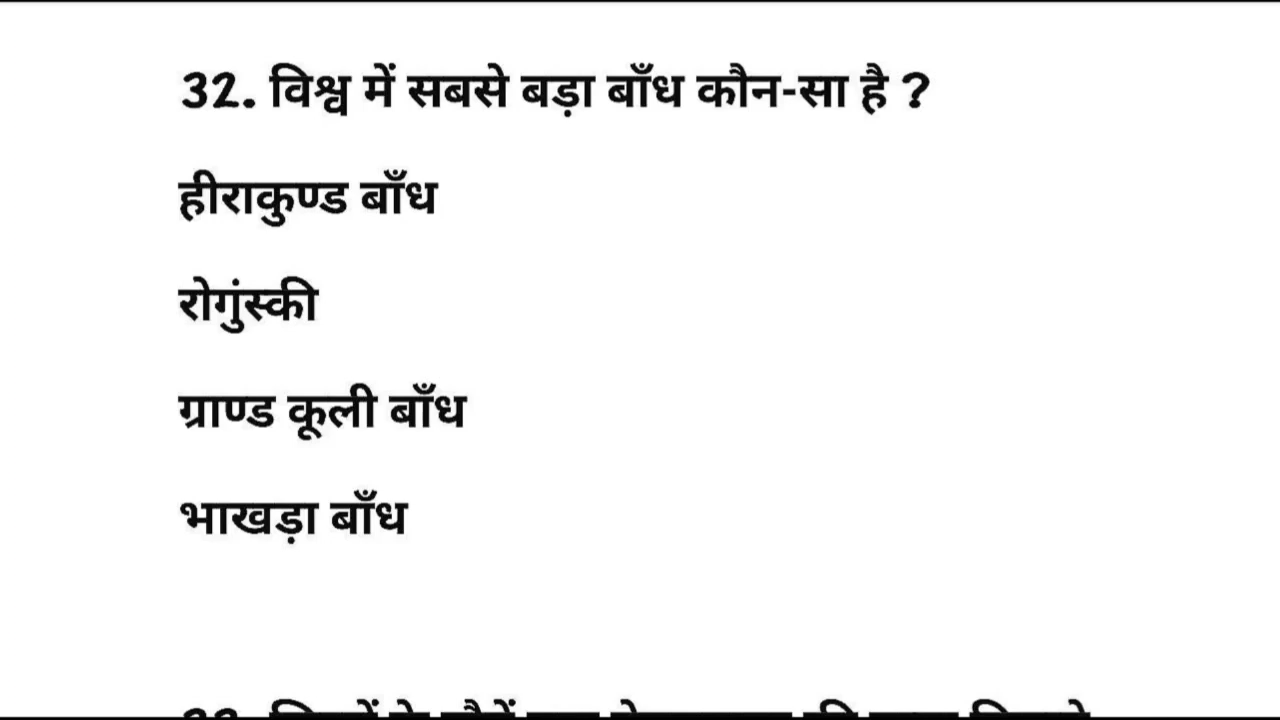 32. विश्व में सबसे बड़ा बाँध कौन-सा है ?
हीराकुण्ड बाँध
रोगुंस्की
ग्राण्ड कूली बाँध
भाखड़ा बाँध